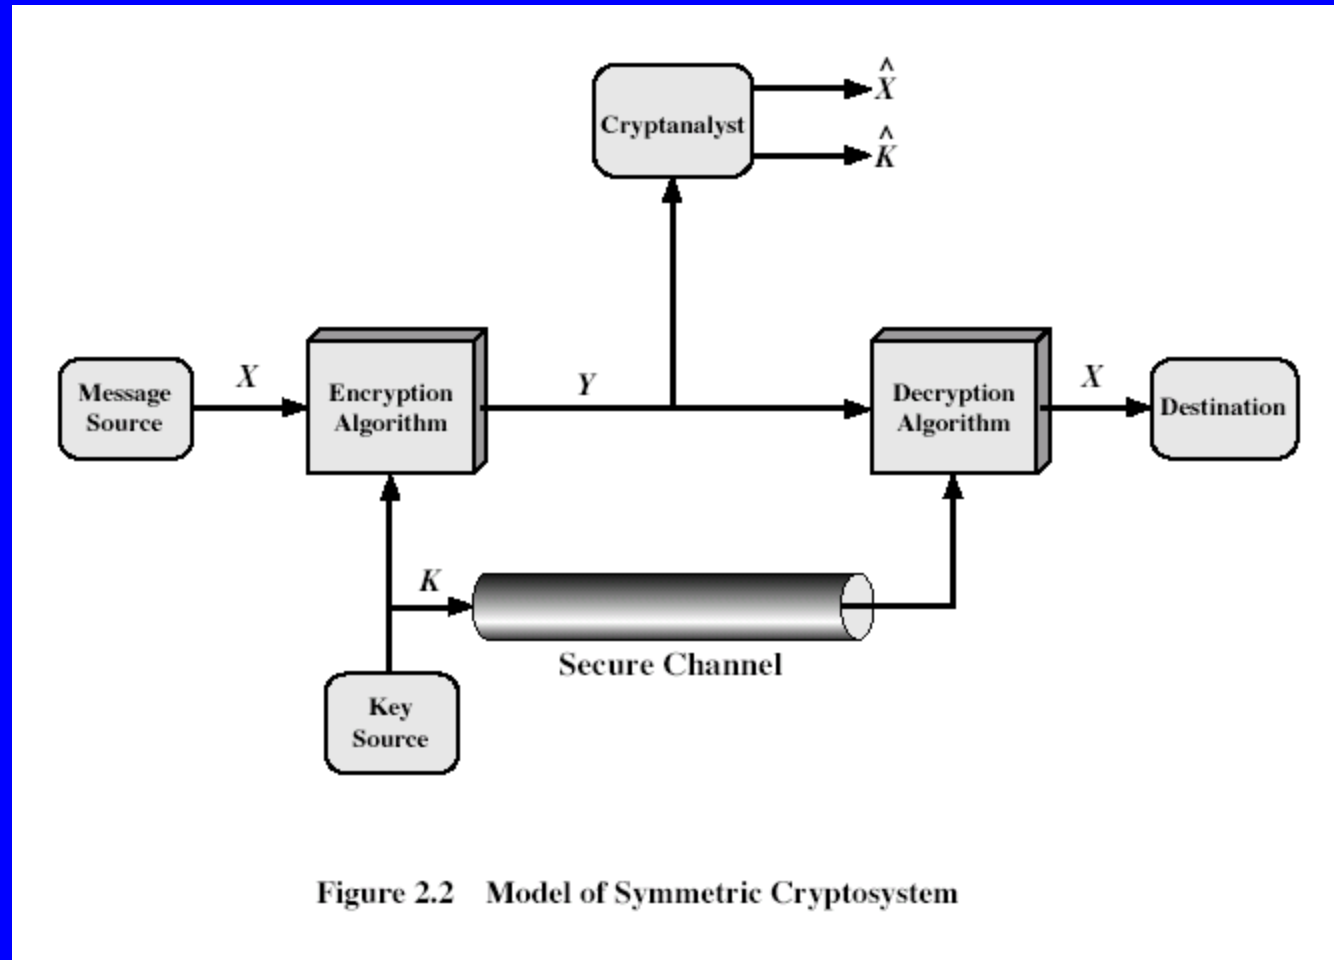 Cryptanalyst
X̂
K̂
Message
Source
X
Encryption
Algorithm
Y
Decryption
Algorithm
X
Destination
K
Secure Channel
Key
Source
Figure 2.2 Model of Symmetric Cryptosystem